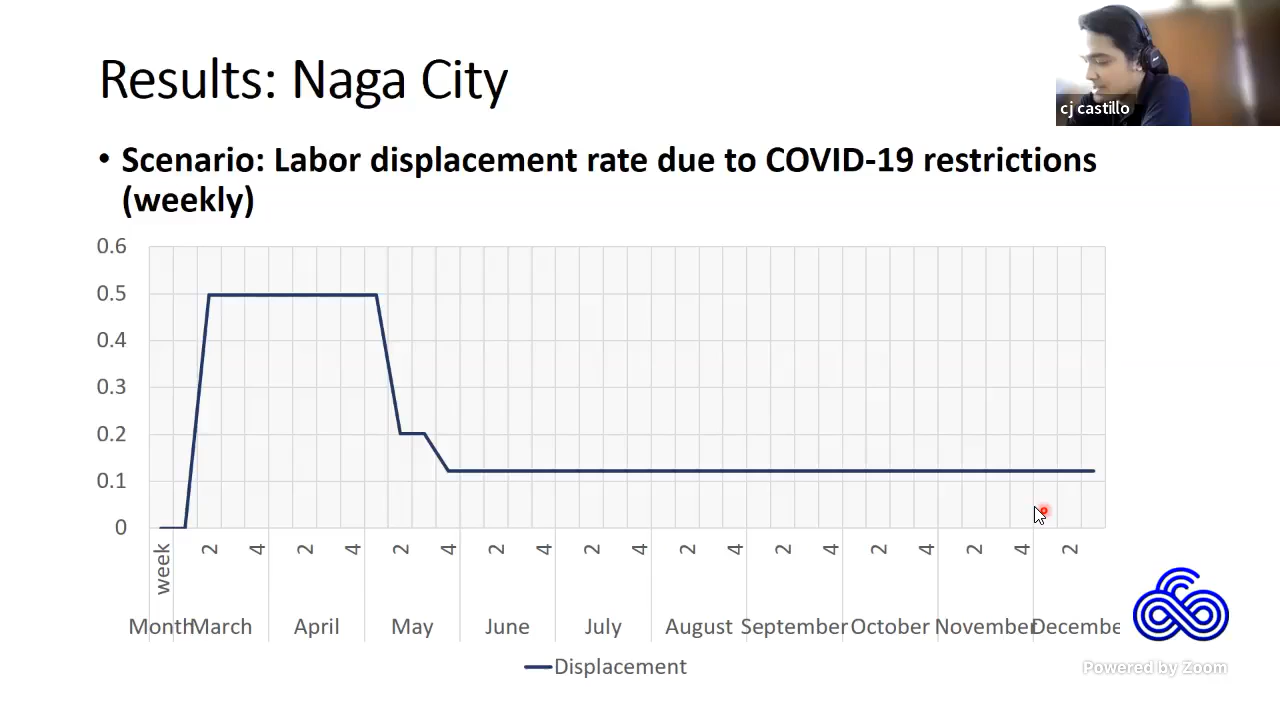 Results: Naga City
cj castillo
• Scenario: Labor displacement rate due to COVID-19 restrictions
(weekly)
0.6
0.5
0.4
0.3
0.2
0.1
0
week 2 4 2 4 2 4 2 4 2 4 2 4 2 4 2 4 2 4 2
Month March April May June July August September October November Decembe
Displacement
Powered by Zoom